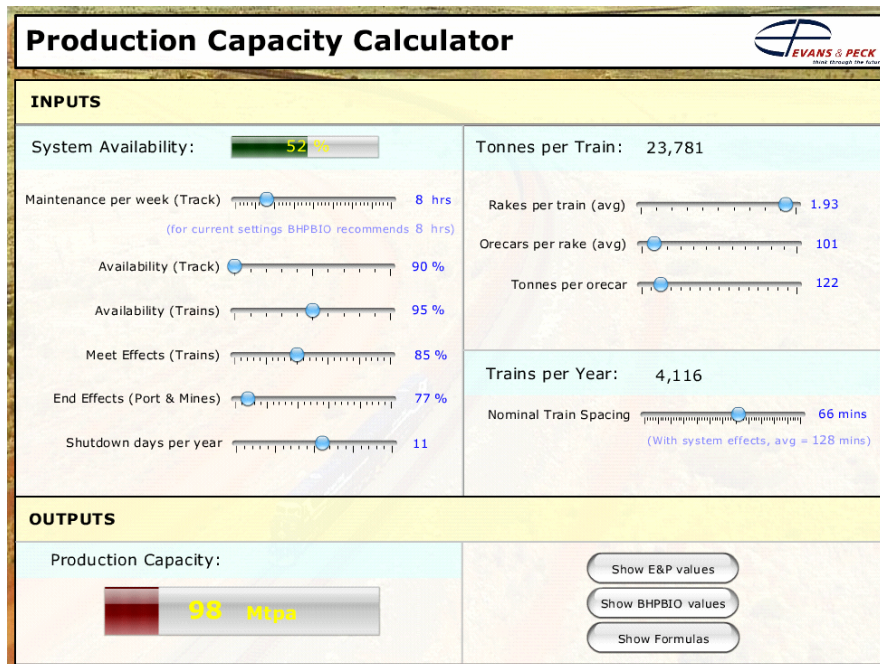 Production Capacity Calculator
EVANS & PECK
think through the future
INPUTS
System Availability: 52 %
Maintenance per week (Track) 8 hrs
(for current settings BHPBIO recommends 8 hrs)
Availability (Track) 90 %
Availability (Trains) 95 %
Meet Effects (Trains) 85 %
End Effects (Port & Mines) 77 %
Shutdown days per year 11
Tonnes per Train: 23,781
Rakes per train (avg) 1.93
Orecars per rake (avg) 101
Tonnes per orecar 122
Trains per Year: 4,116
Nominal Train Spacing 66 mins
(With system effects, avg = 128 mins)
OUTPUTS
Production Capacity:
98 Mtpa
Show E&P values
Show BHPBIO values
Show Formulas